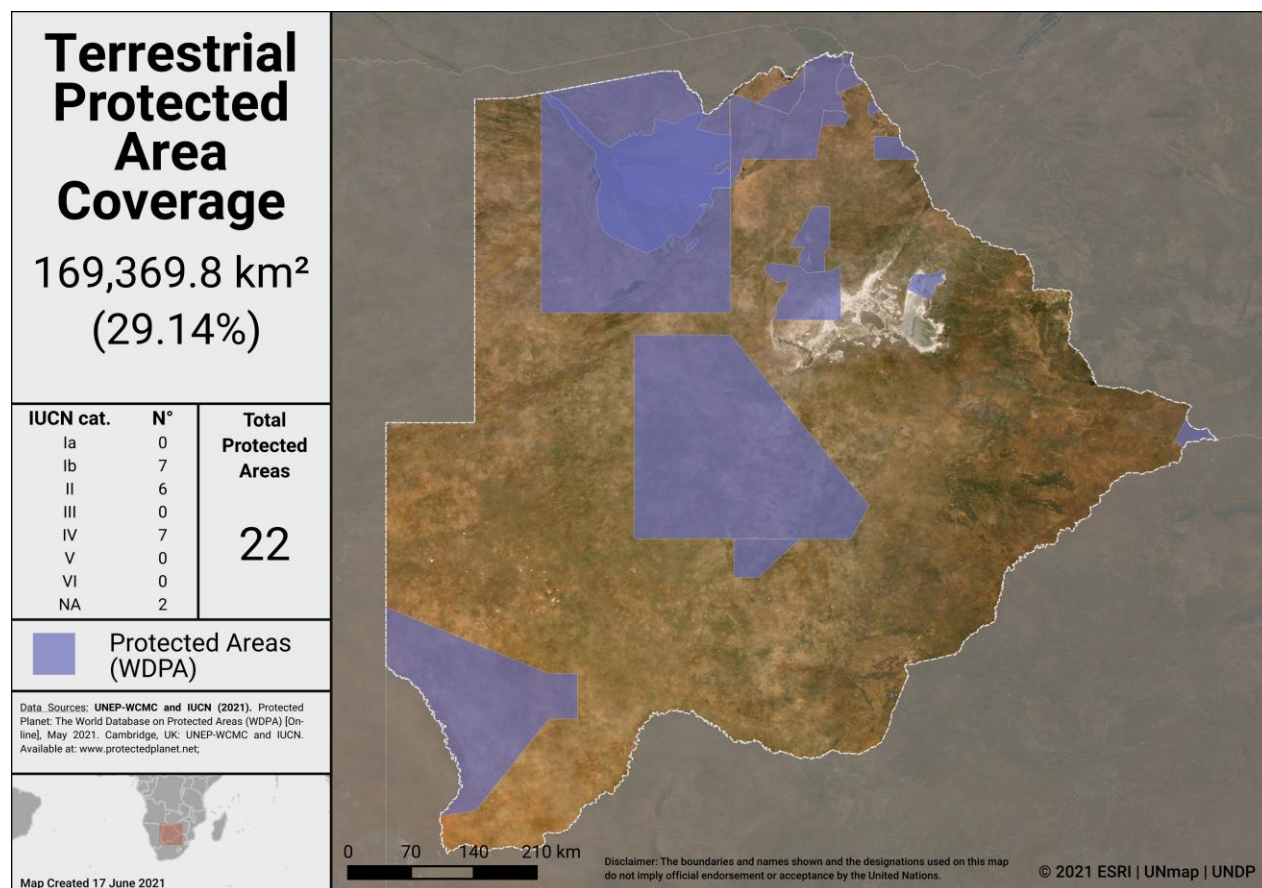 Terrestrial
Protected
Area
Coverage
169,369.8 km²
(29.14%)
IUCN cat. N°
Ia 0
Ib 7
II 6
III 0
IV 7
V 0
VI 0
NA 2
Total
Protected
Areas
22
Protected Areas
(WDPA)
Data Sources: UNEP-WCMC and IUCN (2021). Protected
Planet: The World Database on Protected Areas (WDPA) [On-
line], May 2021. Cambridge, UK: UNEP-WCMC and IUCN.
Available at: www.protectedplanet.net;
Map Created 17 June 2021
0 70 140 210 km
Disclaimer: The boundaries and names shown and the designations used on this map
do not imply official endorsement or acceptance by the United Nations.
© 2021 ESRI | UNmap | UNDP